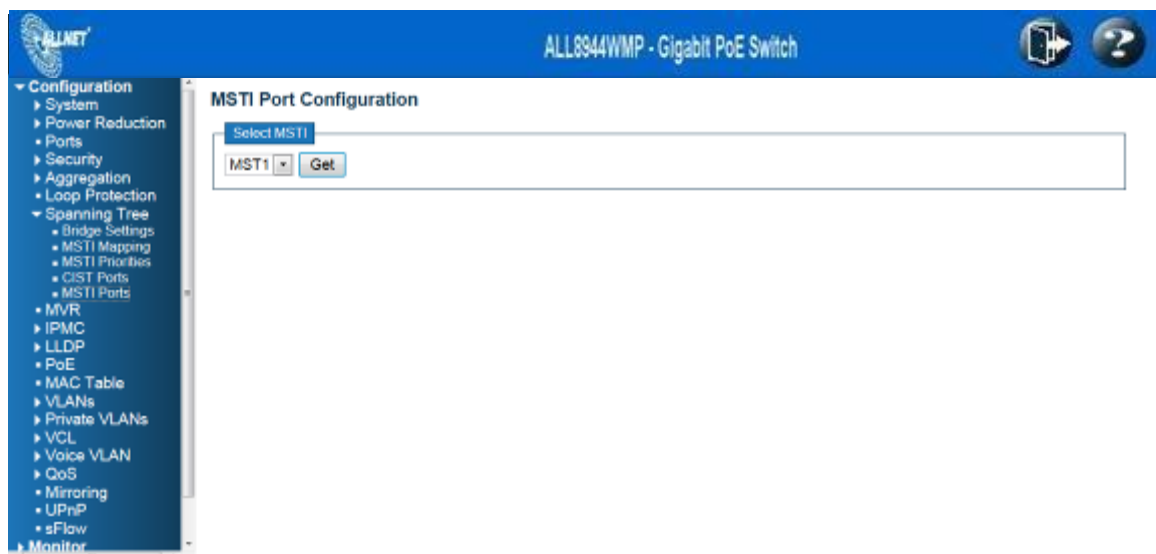 ALLNET
ALL8944WMP - Gigabit PoE Switch
?
Configuration
System
Power Reduction
Ports
Security
Aggregation
Loop Protection
Spanning Tree
Bridge Settings
MSTI Mapping
MSTI Priorities
CIST Ports
MSTI Ports
MVR
IPMC
LLDP
PoE
MAC Table
VLANs
Private VLANs
VCL
Voice VLAN
QoS
Mirroring
UPnP
sFlow
Monitor
MSTI Port Configuration
Select MSTI
MST1 Get